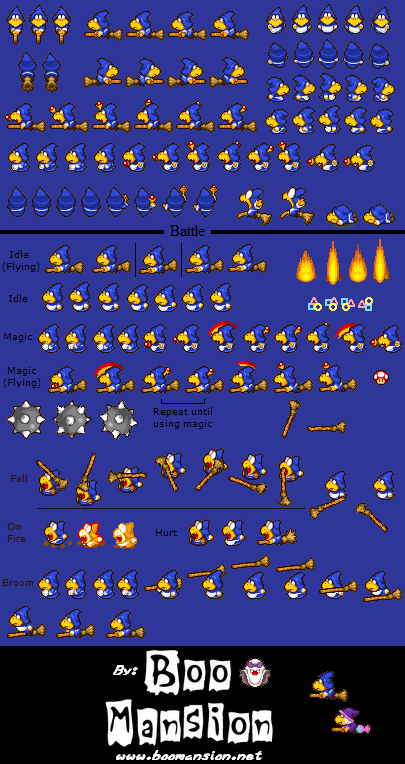 Battle
Idle
(Flying)
Idle
Magic
Magic
(Flying)
Repeat until
using magic
Fall
On
Fire
Hurt
Broom
By: Boo
Mansion
www.boomansion.net